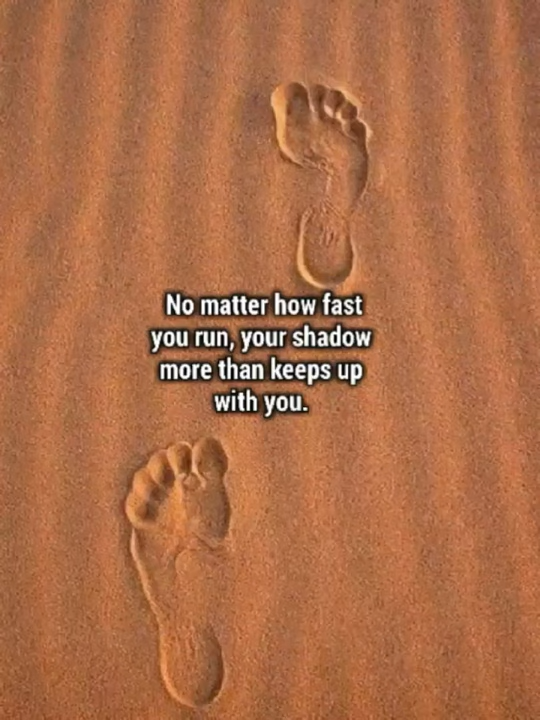 No matter how fast
you run, your shadow
more than keeps up
with you.